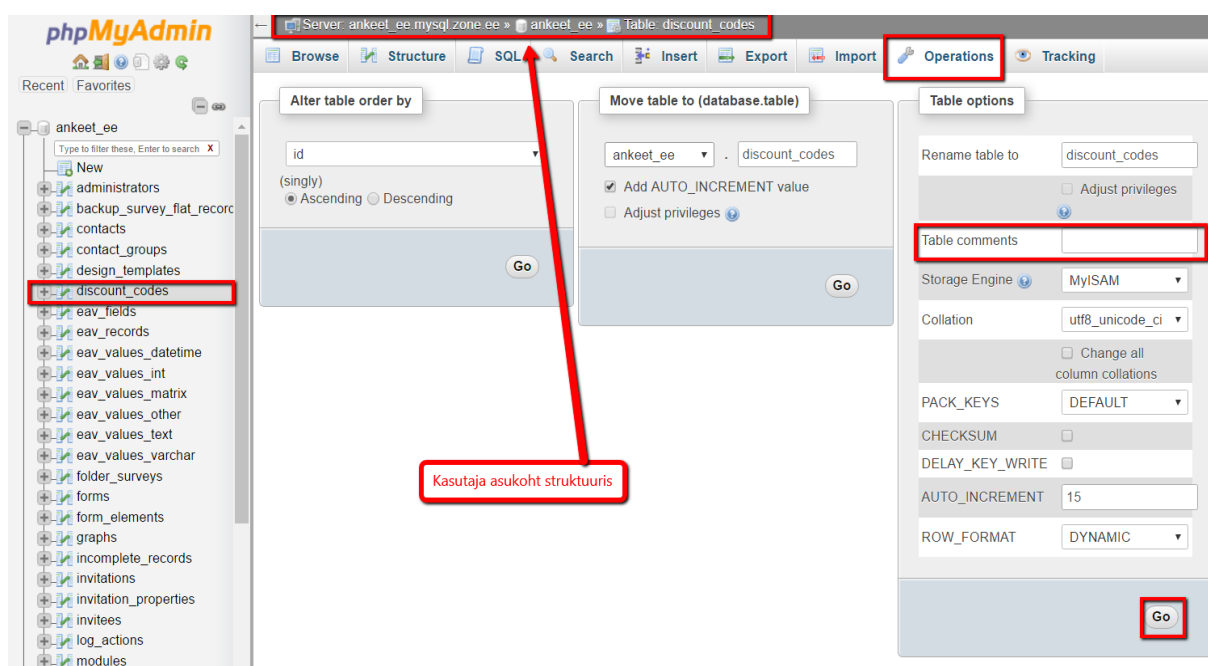 phpMyAdmin
Recent Favorites
ankeet_ee
Type to filter these, Enter to search X
New
administrators
backup_survey_flat_recorc
contacts
contact_groups
design_templates
discount_codes
eav_fields
eav_records
eav_values_datetime
eav_values_int
eav_values_matrix
eav_values_other
eav_values_text
eav_values_varchar
folder_surveys
forms
form_elements
graphs
incomplete_records
invitations
invitation_properties
invitees
log_actions
modules
← Server: ankeet_ee.mysql.zone.ee » ankeet_ee » Table: discount_codes
Browse Structure SQL Search Insert Export Import Operations Tracking
Alter table order by
id
(singly)
Ascending Descending
Go
Move table to (database.table)
ankeet_ee . discount_codes
Add AUTO_INCREMENT value
Adjust privileges
Go
Table options
Rename table to discount_codes
Adjust privileges
Table comments
Storage Engine MyISAM
Collation utf8_unicode_ci
Change all
column collations
PACK_KEYS DEFAULT
CHECKSUM
DELAY_KEY_WRITE
AUTO_INCREMENT 15
ROW_FORMAT DYNAMIC
Go
Kasutaja asukoht struktuuris